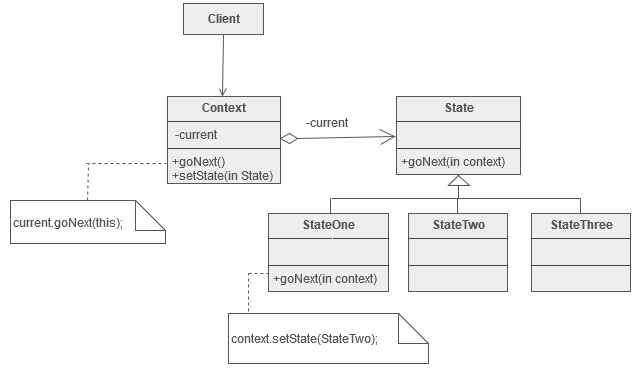 Client
Context
-current
+goNext()
+setState(in State)
-current
State
+goNext(in context)
current.goNext(this);
StateOne
+goNext(in context)
StateTwo
StateThree
context.setState(StateTwo);